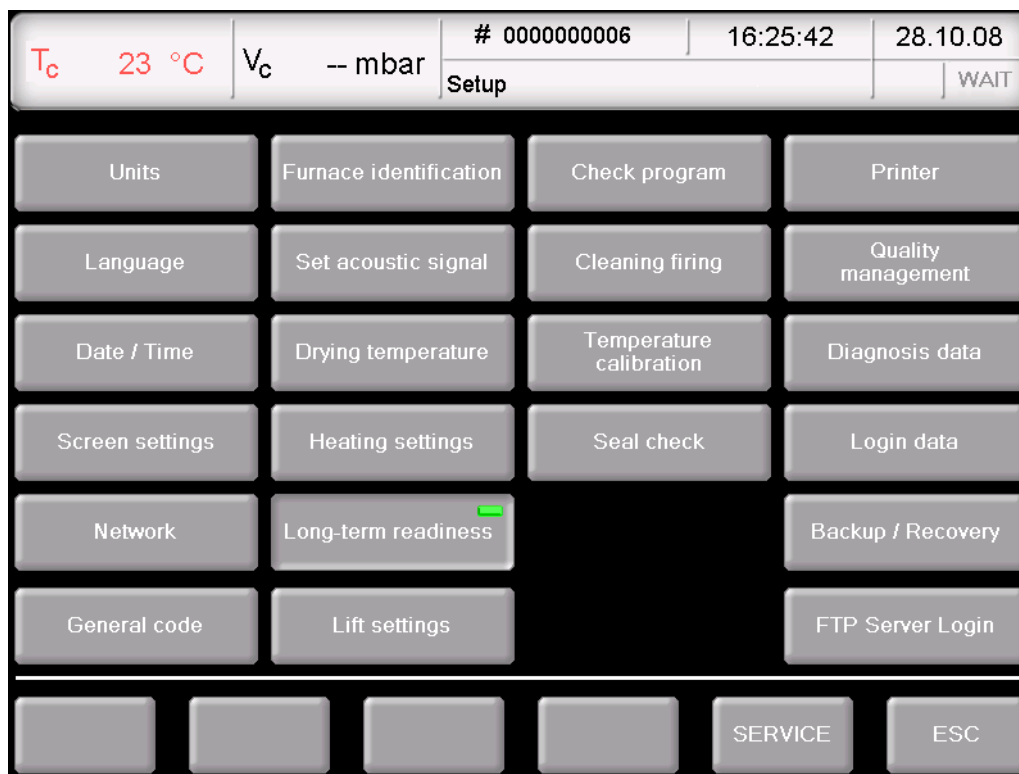 Tc 23 °C Vc -- mbar # 0000000006 16:25:42 28.10.08
Setup WAIT
Units Furnace identification Check program Printer
Language Set acoustic signal Cleaning firing Quality
management
Date / Time Drying temperature Temperature
calibration Diagnosis data
Screen settings Heating settings Seal check Login data
Network Long-term readiness Backup / Recovery
General code Lift settings FTP Server Login
SERVICE ESC